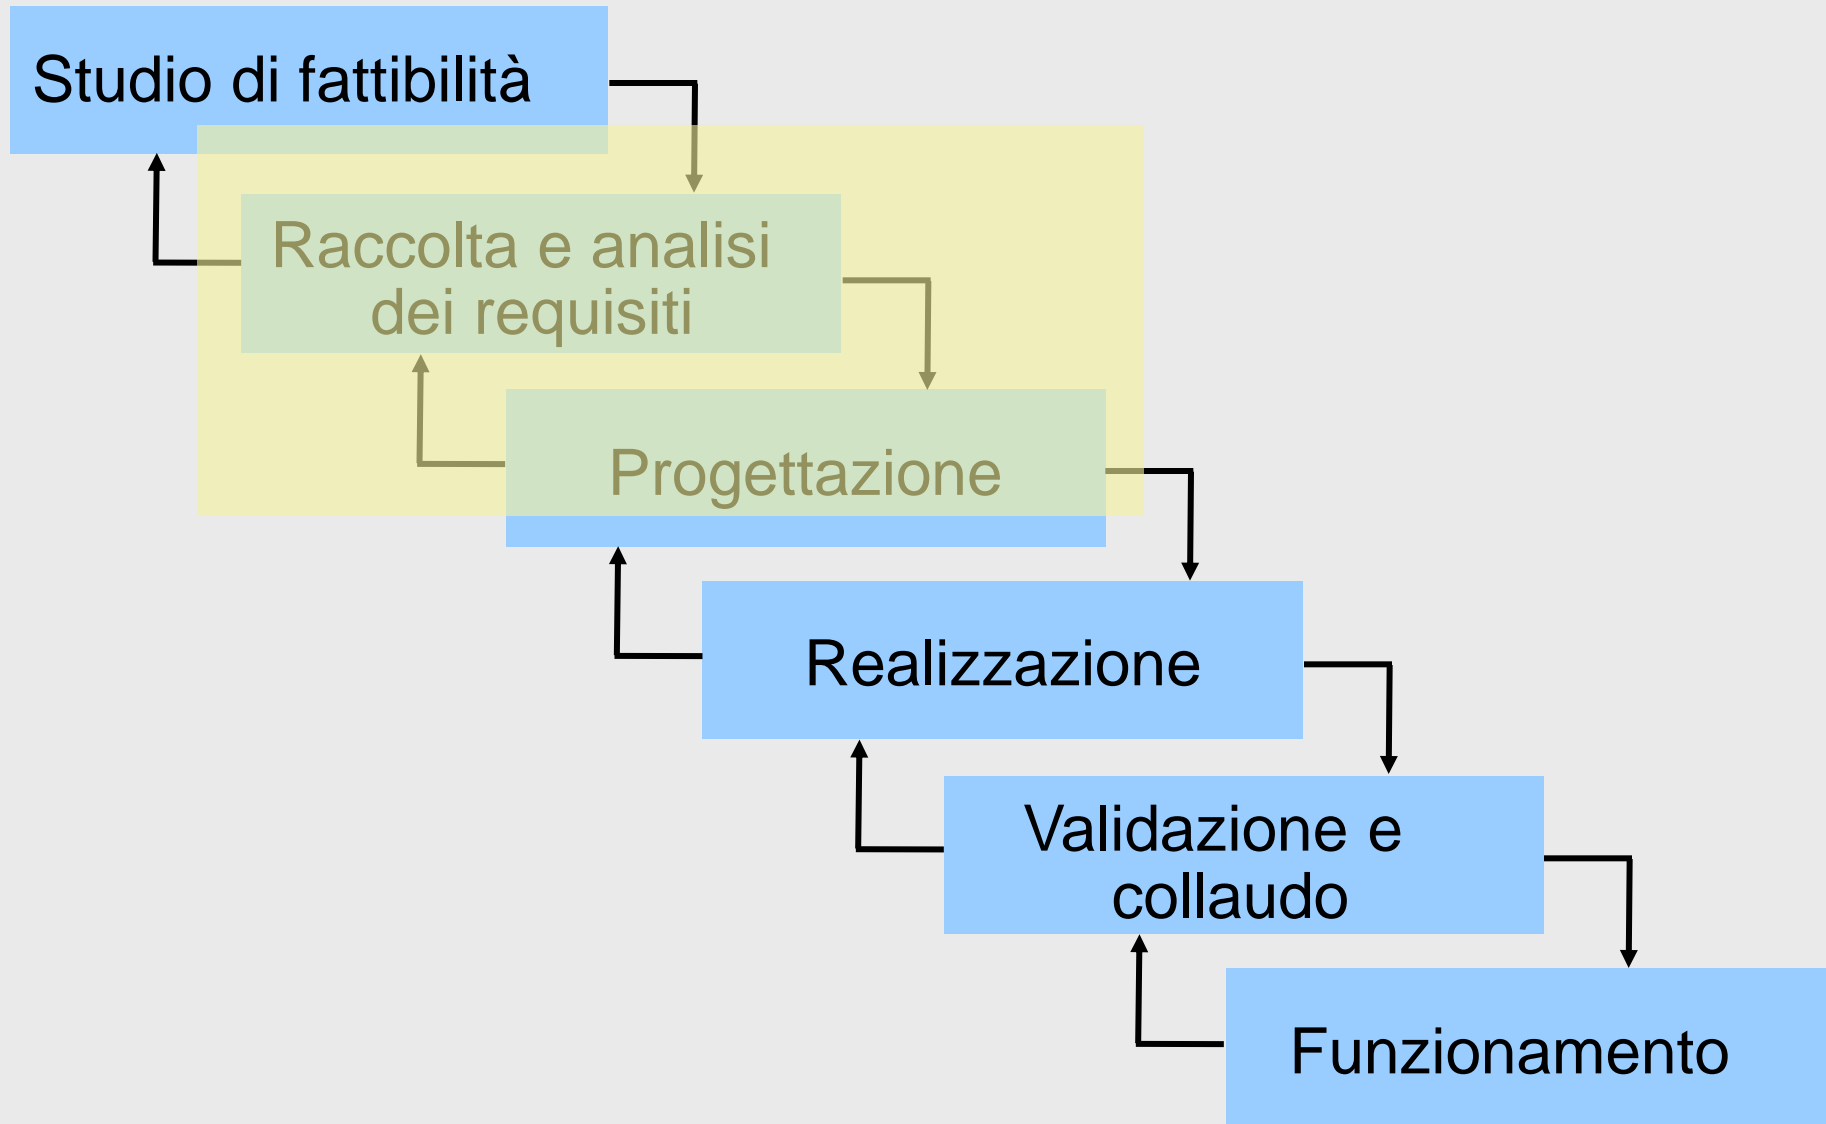 Studio di fattibilità
Raccolta e analisi
dei requisiti
Progettazione
Realizzazione
Validazione e
collaudo
Funzionamento